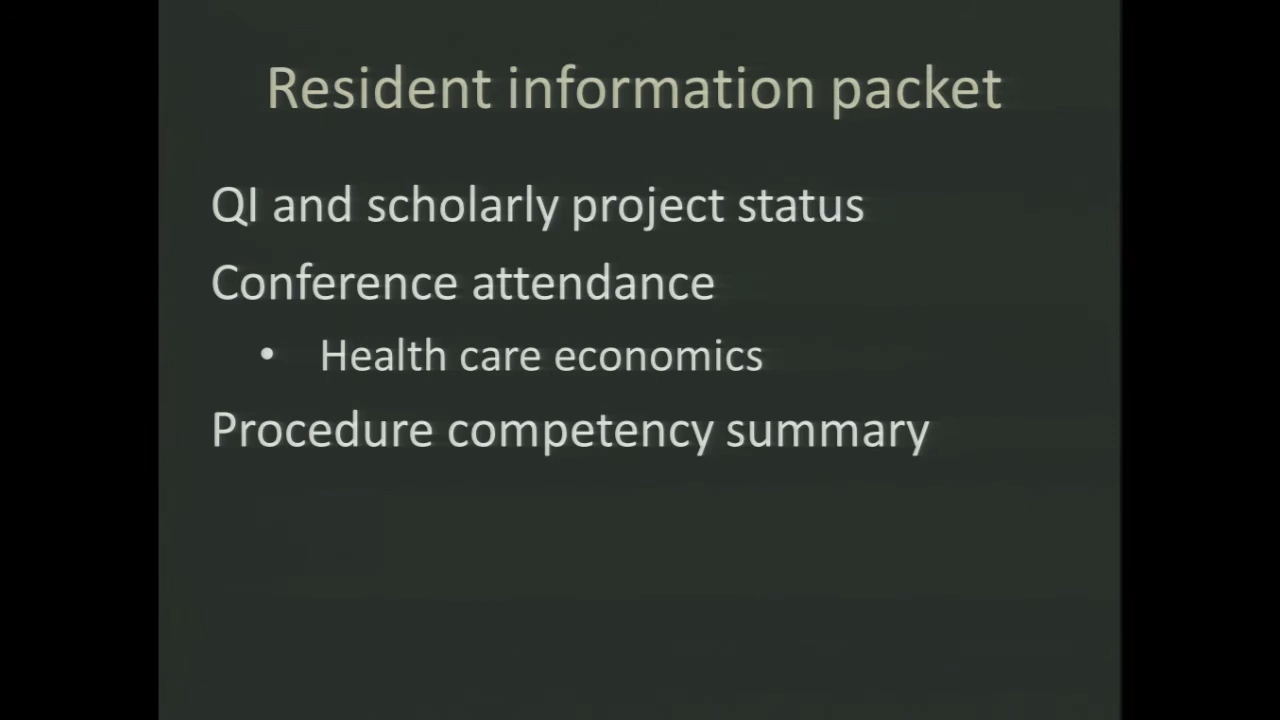 Resident information packet
QI and scholarly project status
Conference attendance
• Health care economics
Procedure competency summary